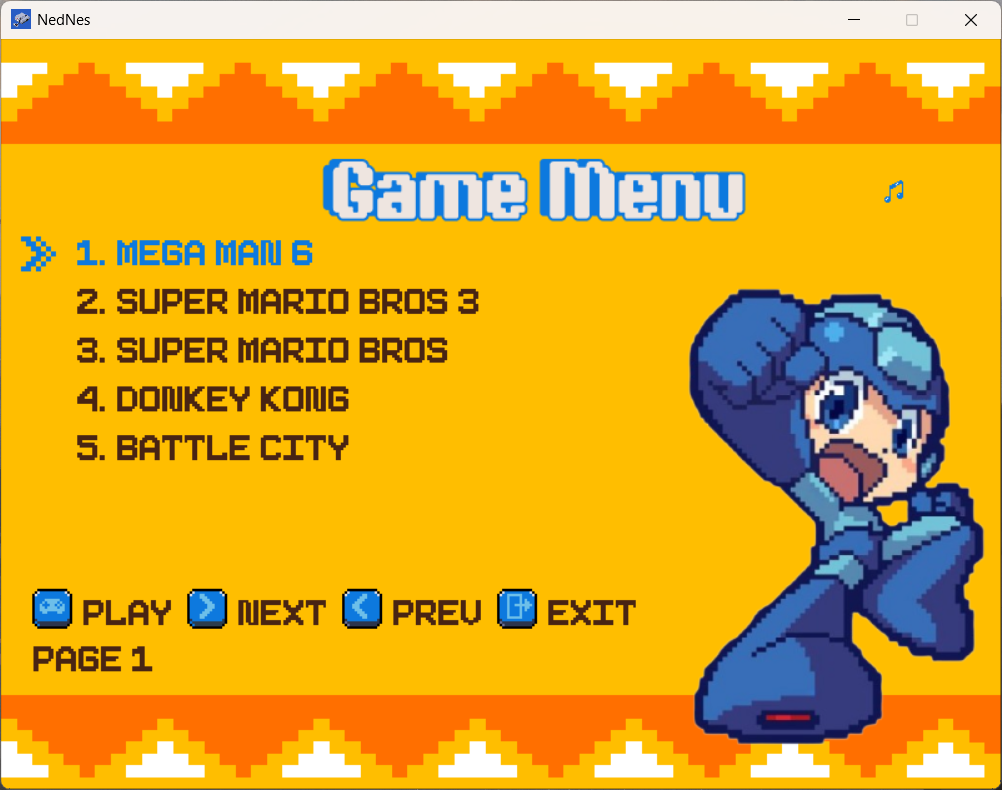 NedNes
Game Menu
1. MEGA MAN 6
2. SUPER MARIO BROS 3
3. SUPER MARIO BROS
4. DONKEY KONG
5. BATTLE CITY
PLAY NEXT PREV EXIT
PAGE 1